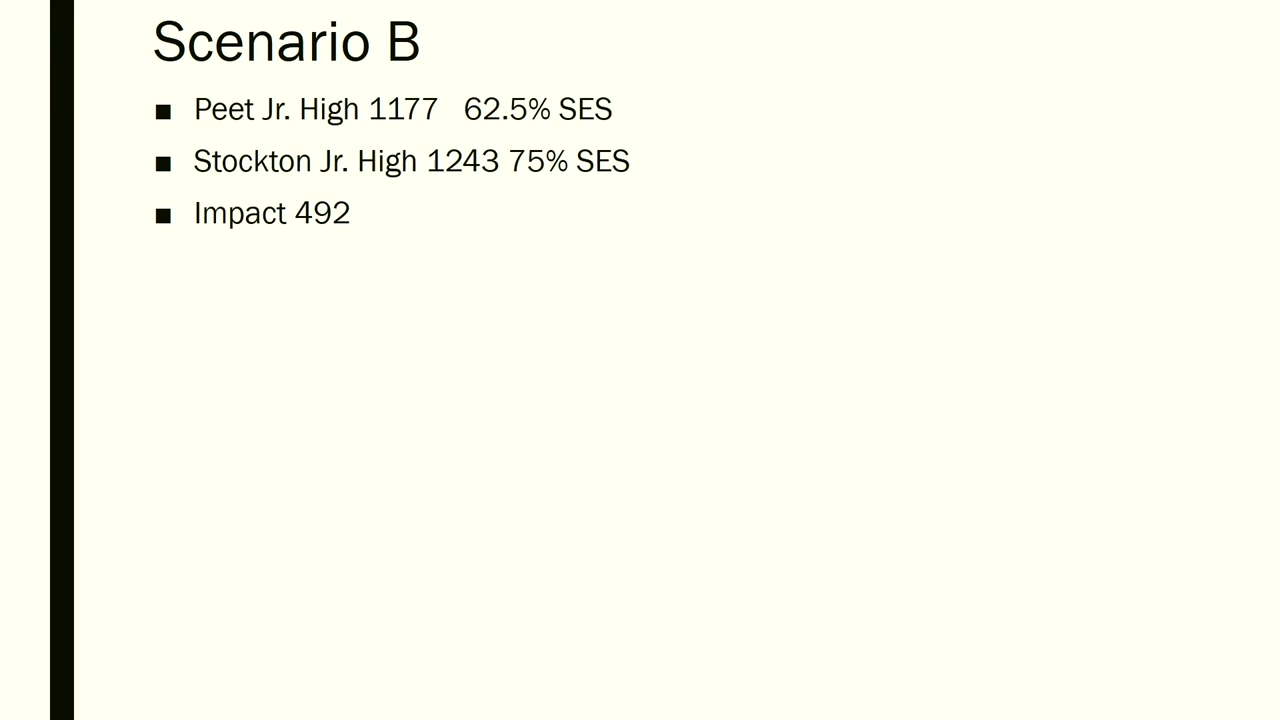 Scenario B
▪ Peet Jr. High 1177 62.5% SES
▪ Stockton Jr. High 1243 75% SES
▪ Impact 492